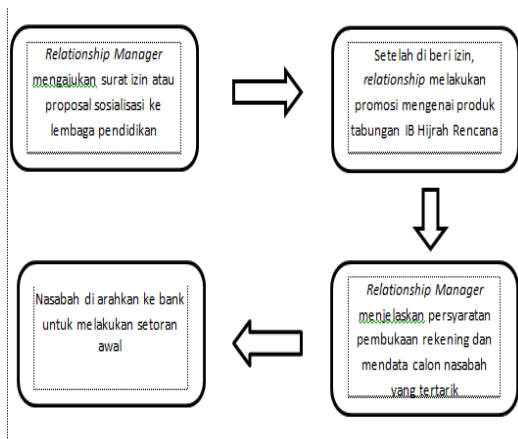 Relationship Manager
mengajukan surat izin atau
proposal sosialisasi ke
lembaga pendidikan
Setelah di beri izin,
relationship melakukan
promosi mengenai produk
tabungan IB Hijrah Rencana
Relationship Manager
menjelaskan persyaratan
pembukaan rekening dan
mendata calon nasabah
yang tertarik
Nasabah di arahkan ke bank
untuk melakukan setoran
awal